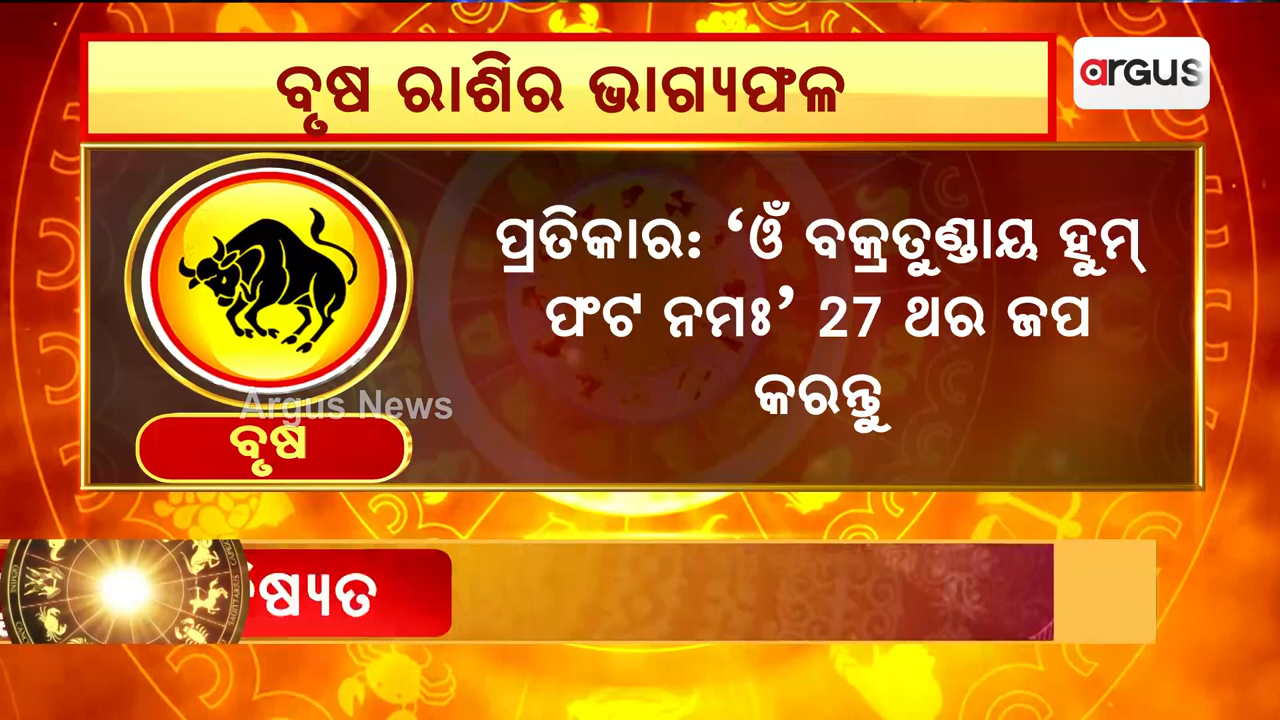 ବୃଷ ରାଶିର ଭାଗ୍ୟଫଳ
argus
ପ୍ରତିକାର: ‘ଓଁ ବକ୍ରତୁଣ୍ଡାୟ ହୁମ୍
ଫଟ ନମଃ’ 27 ଥର ଜପ
କରନ୍ତୁ
Argus News
ବୃଷ